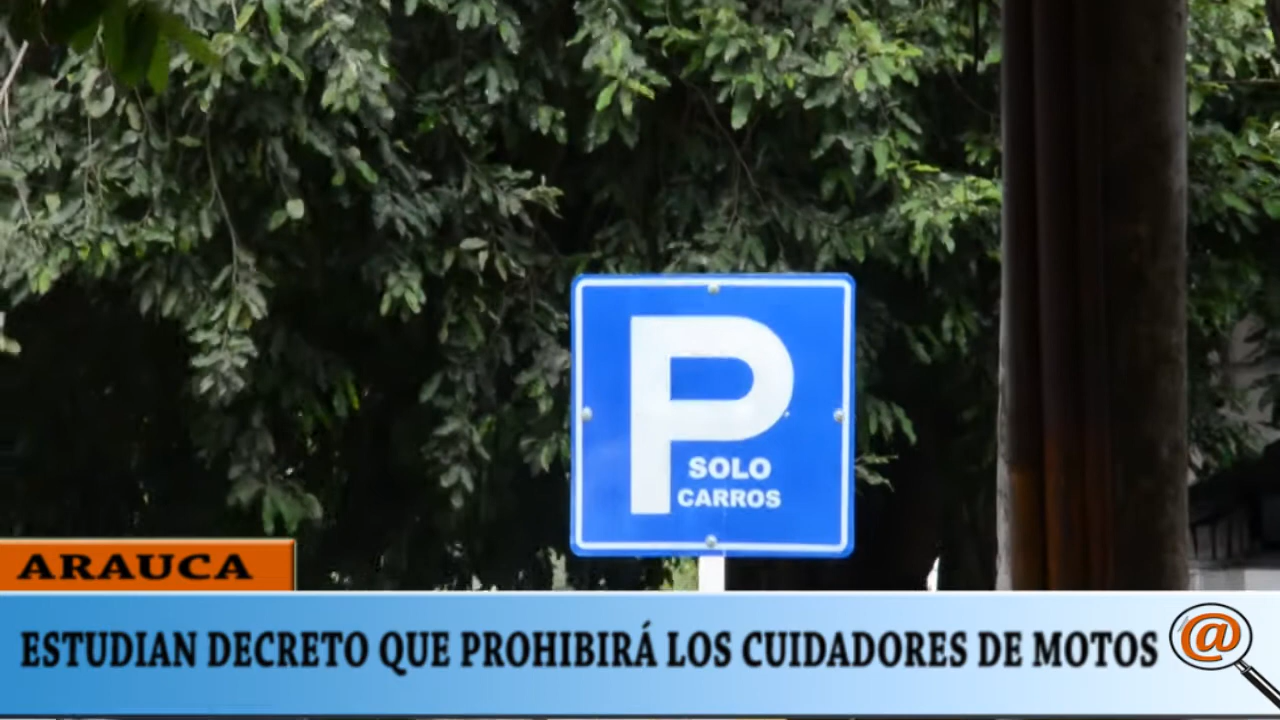 P
SOLO
CARROS
ARAUCA
ESTUDIAN DECRETO QUE PROHIBIRÁ LOS CUIDADORES DE MOTOS
@